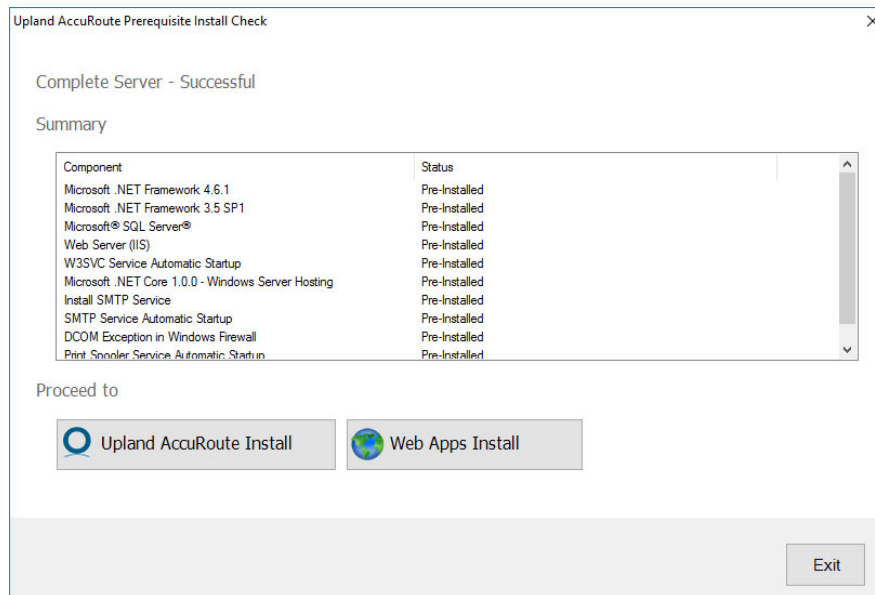 Upland AccuRoute Prerequisite Install Check
Complete Server - Successful
Summary
Component Status
Microsoft .NET Framework 4.6.1 Pre-Installed
Microsoft .NET Framework 3.5 SP1 Pre-Installed
Microsoft® SQL Server® Pre-Installed
Web Server (IIS) Pre-Installed
W3SVC Service Automatic Startup Pre-Installed
Microsoft .NET Core 1.0.0 - Windows Server Hosting Pre-Installed
Install SMTP Service Pre-Installed
SMTP Service Automatic Startup Pre-Installed
DCOM Exception in Windows Firewall Pre-Installed
Print Spooler Service Automatic Startup Pre-Installed
Proceed to
Upland AccuRoute Install Web Apps Install
Exit